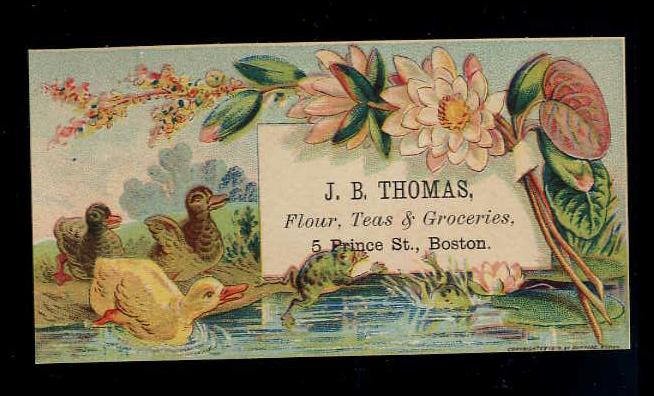 J. B. THOMAS,
Flour, Teas & Groceries,
5 Prince St., Boston.